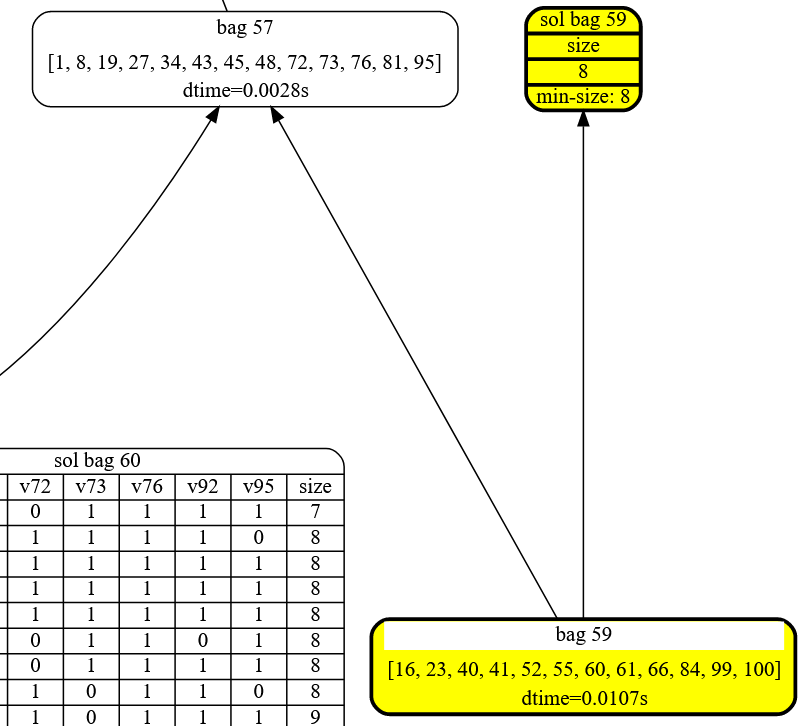 bag 57
[1, 8, 19, 27, 34, 43, 45, 48, 72, 73, 76, 81, 95]
dtime=0.0028s
sol bag 59
size
8
min-size: 8
sol bag 60
v72 v73 v76 v92 v95 size
0 1 1 1 1 7
1 1 1 1 0 8
1 1 1 1 1 8
1 1 1 1 1 8
1 1 1 1 1 8
0 1 1 0 1 8
0 1 1 1 1 8
1 0 1 1 0 8
1 0 1 1 1 9
bag 59
[16, 23, 40, 41, 52, 55, 60, 61, 66, 84, 99, 100]
dtime=0.0107s